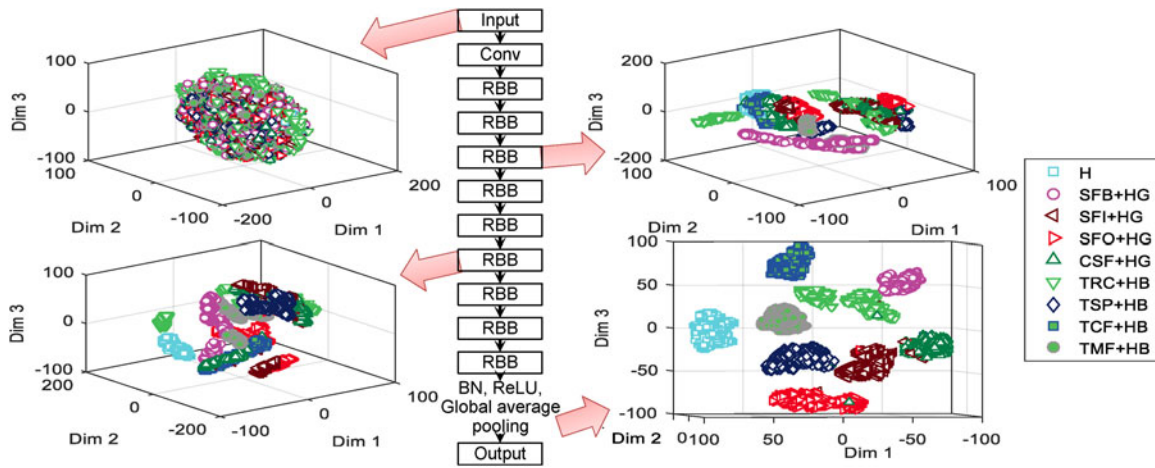 Input
Conv
RBB
RBB
RBB
RBB
RBB
RBB
RBB
RBB
RBB
BN, ReLU,
Global average
pooling
Output
100
0
-100
Dim 3
100
0
-100
Dim 2
-200
0
200
Dim 1
200
0
-200
Dim 3
100
0
-100
Dim 2
-100
0
100
Dim 1
100
0
-100
Dim 3
200
0
-200
Dim 2
-100
0
100
Dim 1
100
50
0
-50
-100
Dim 3
Dim 2
0
100
50
0
-50
-100
Dim 1
H
SFB+HG
SFI+HG
SFO+HG
CSF+HG
TRC+HB
TSP+HB
TCF+HB
TMF+HB